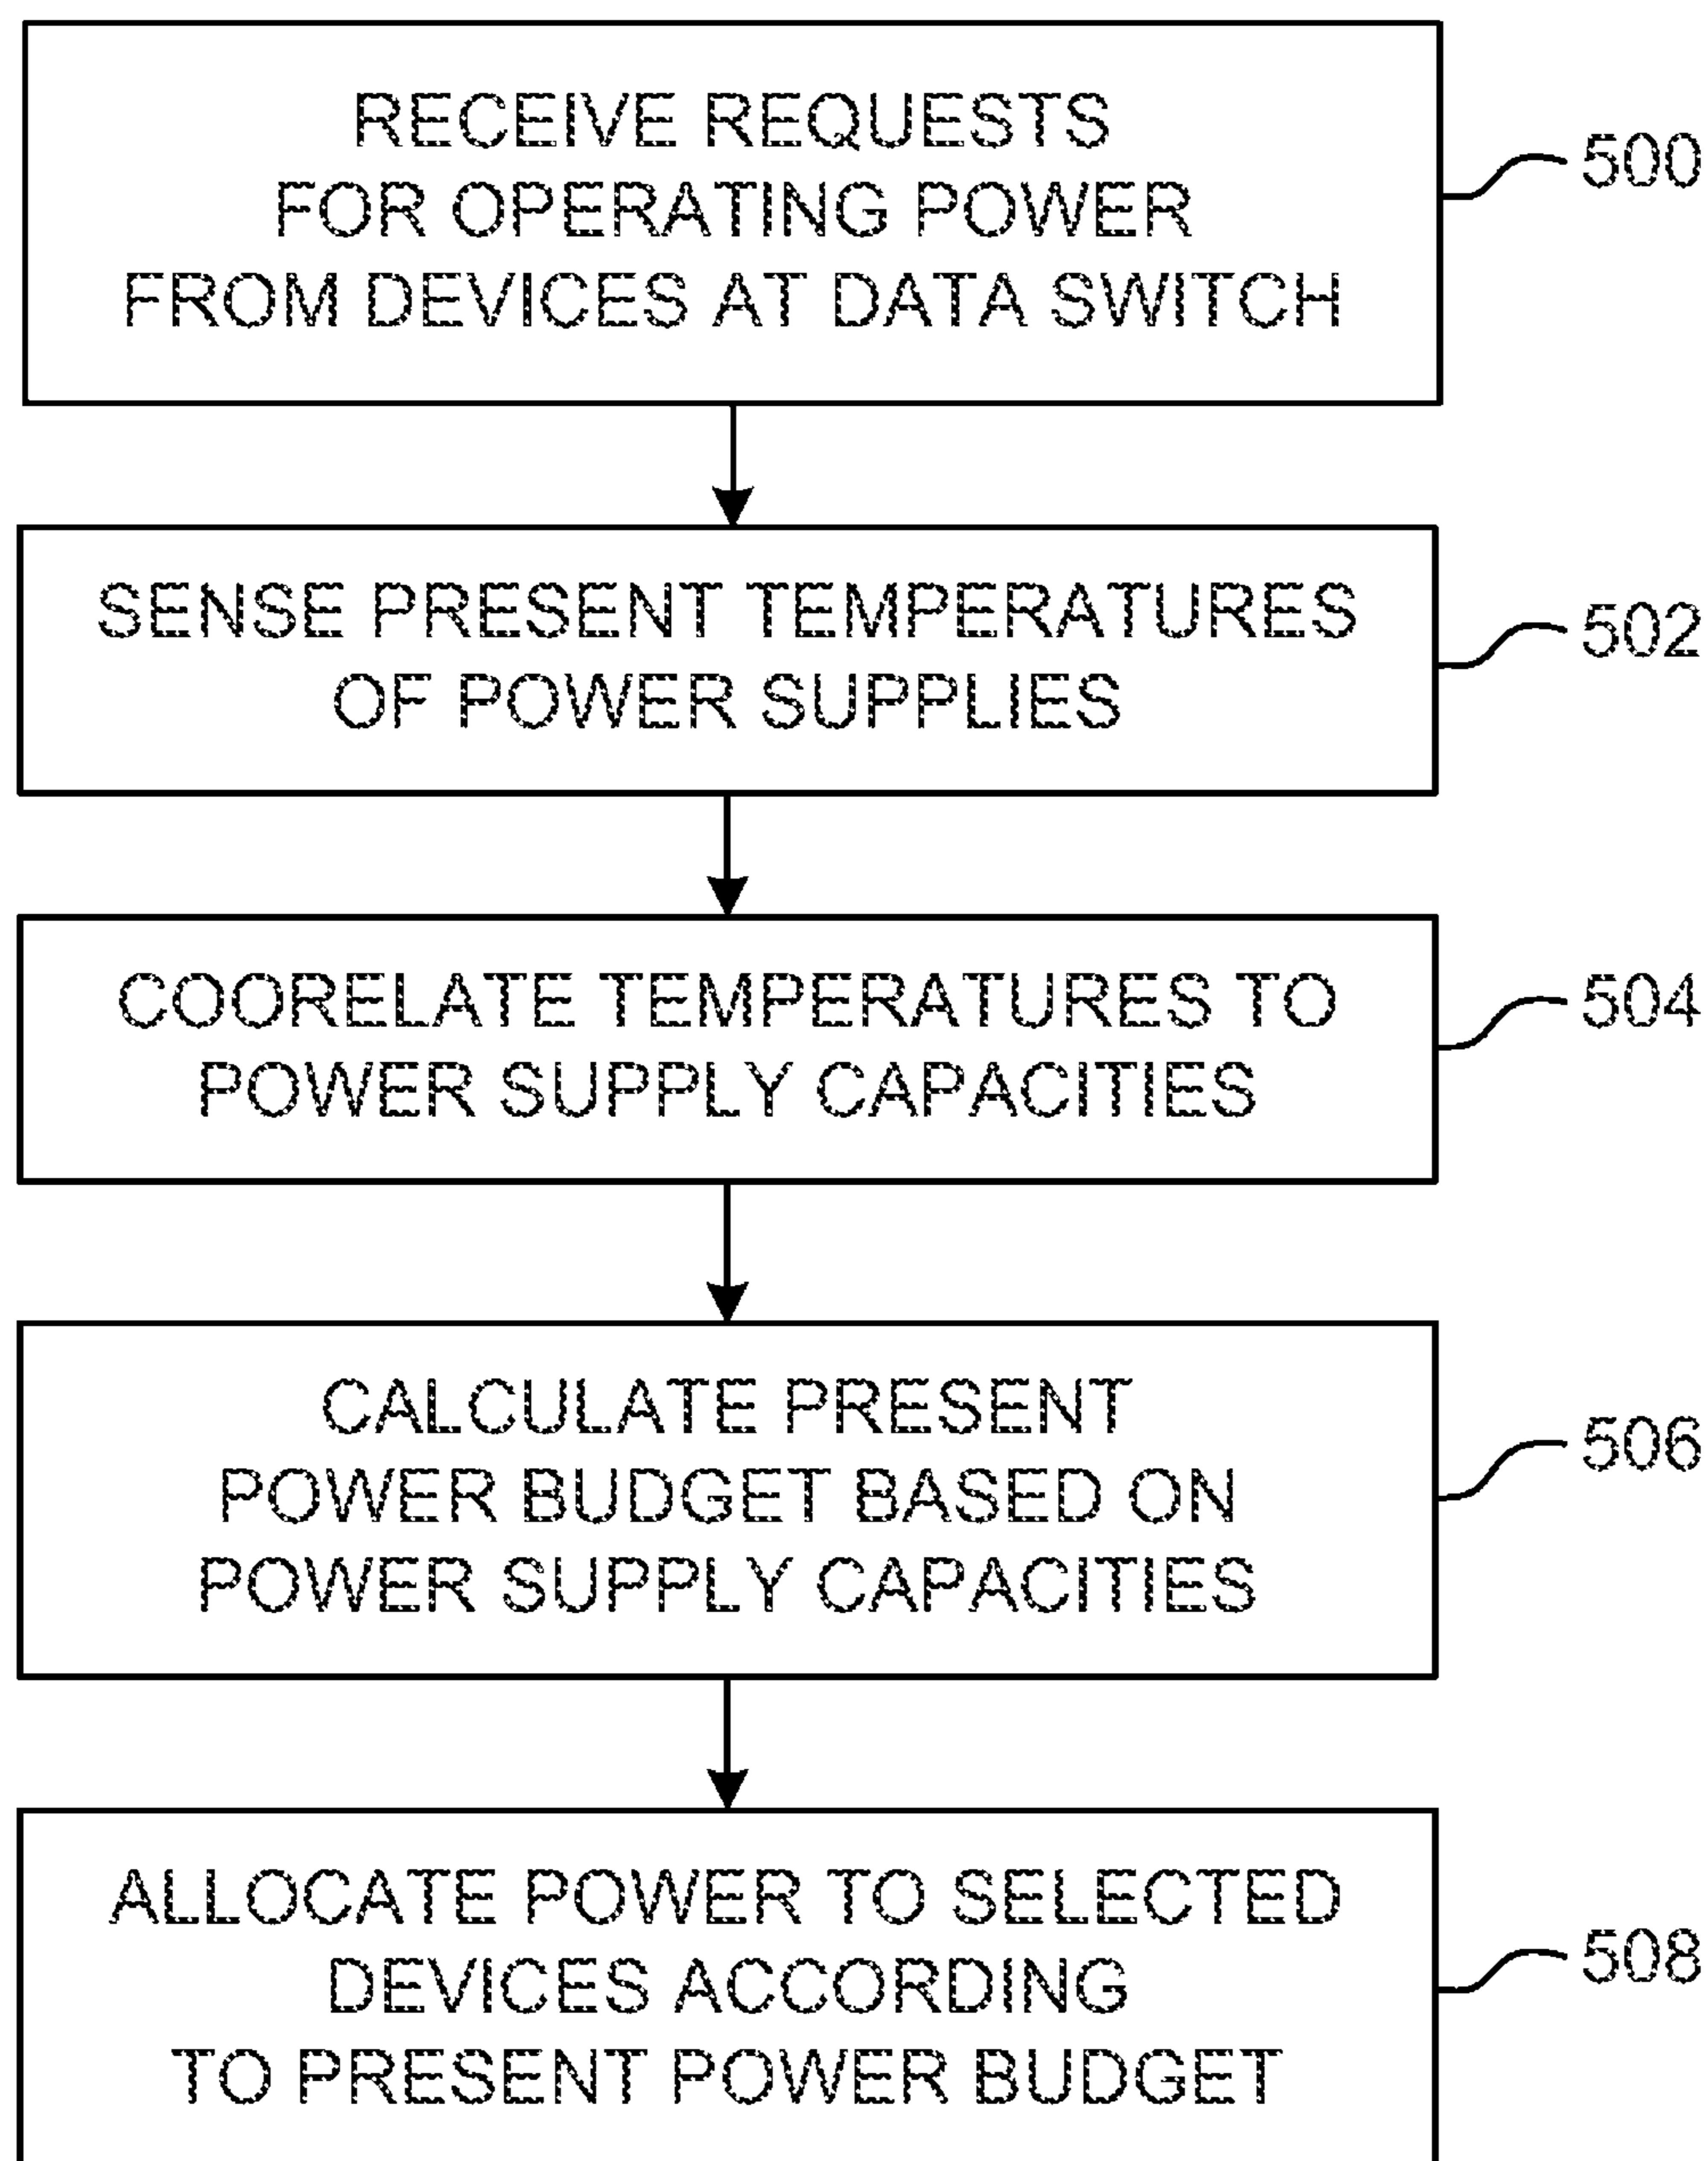 RECEIVE REQUESTS
FOR OPERATING POWER
FROM DEVICES AT DATA SWITCH
500
SENSE PRESENT TEMPERATURES
OF POWER SUPPLIES
502
COORELATE TEMPERATURES TO
POWER SUPPLY CAPACITIES
504
CALCULATE PRESENT
POWER BUDGET BASED ON
POWER SUPPLY CAPACITIES
506
ALLOCATE POWER TO SELECTED
DEVICES ACCORDING
TO PRESENT POWER BUDGET
508